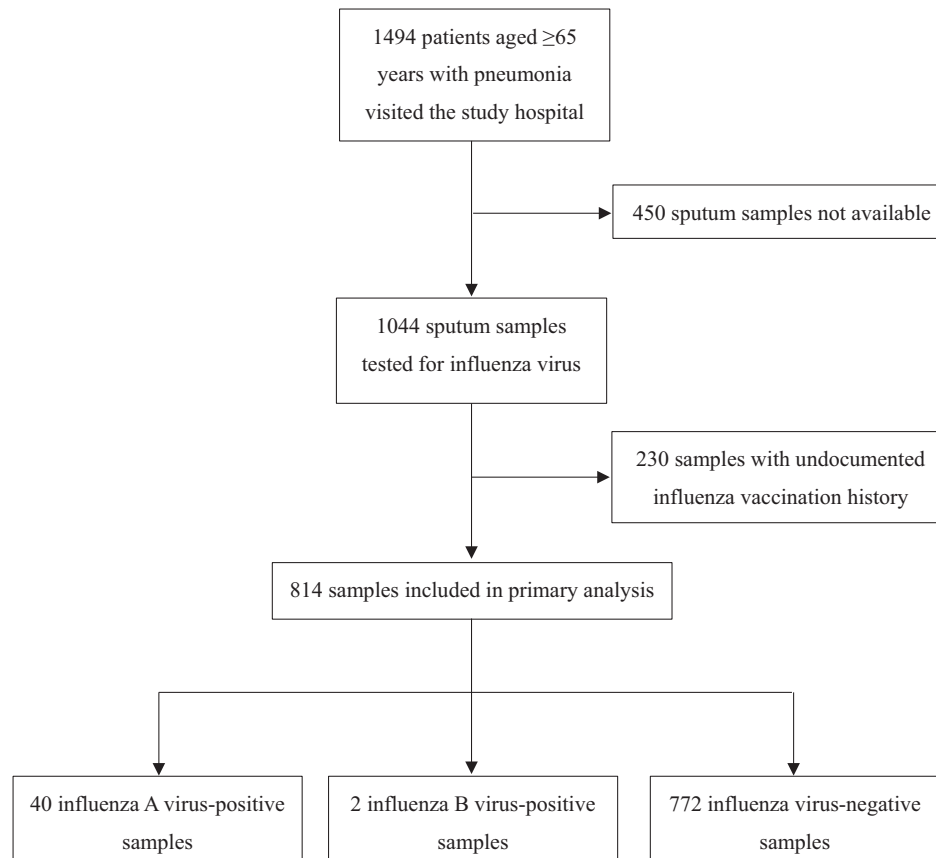 1494 patients aged ≥65
years with pneumonia
visited the study hospital
450 sputum samples not available
1044 sputum samples
tested for influenza virus
230 samples with undocumented
influenza vaccination history
814 samples included in primary analysis
40 influenza A virus-positive
samples
2 influenza B virus-positive
samples
772 influenza virus-negative
samples